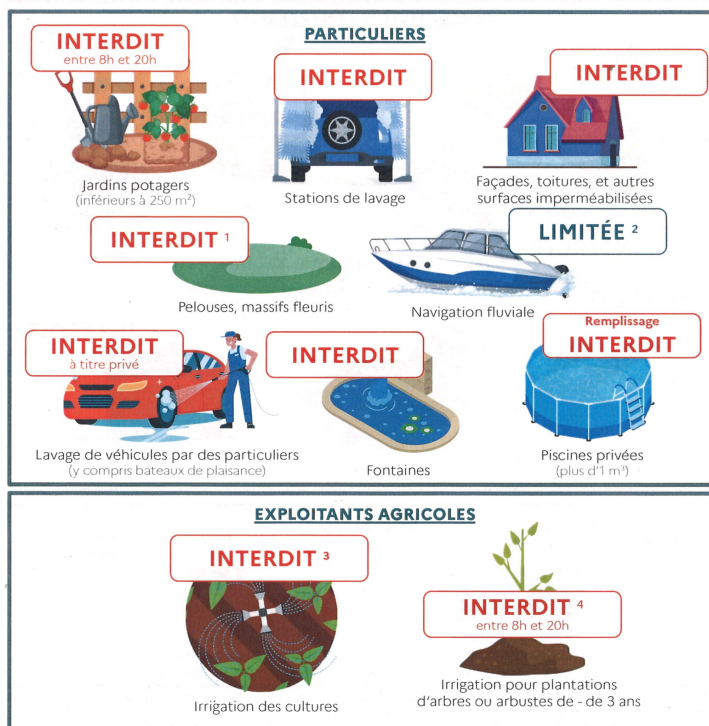 PARTICULIERS
INTERDIT
entre 8h et 20h
Jardins potagers
(inférieurs à 250 m²)
INTERDIT
Stations de lavage
INTERDIT
Façades, toitures, et autres
surfaces imperméabilisées
INTERDIT ¹
Pelouses, massifs fleuris
LIMITÉE ²
Navigation fluviale
INTERDIT
à titre privé
Lavage de véhicules par des particuliers
(y compris bateaux de plaisance)
INTERDIT
Fontaines
Remplissage
INTERDIT
Piscines privées
(plus d'1 m³)
EXPLOITANTS AGRICOLES
INTERDIT ³
Irrigation des cultures
INTERDIT ⁴
entre 8h et 20h
Irrigation pour plantations
d'arbres ou arbustes de - de 3 ans